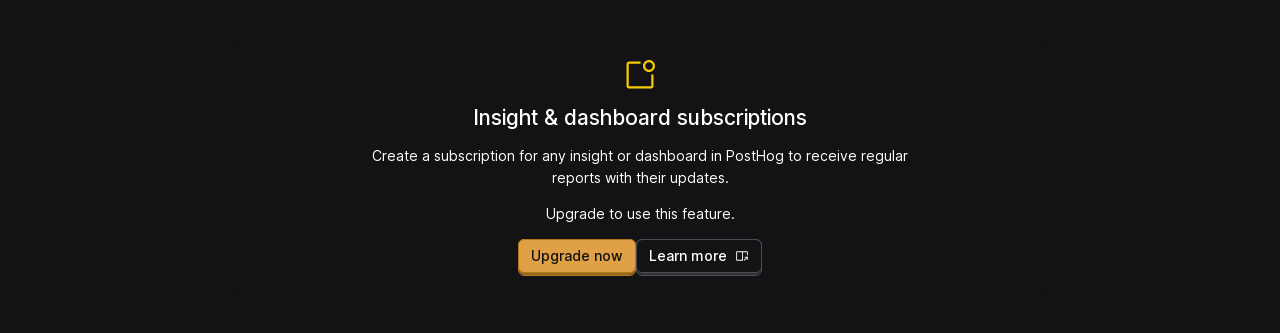 Insight & dashboard subscriptions
Create a subscription for any insight or dashboard in PostHog to receive regular
reports with their updates.
Upgrade to use this feature.
Upgrade now
Learn more